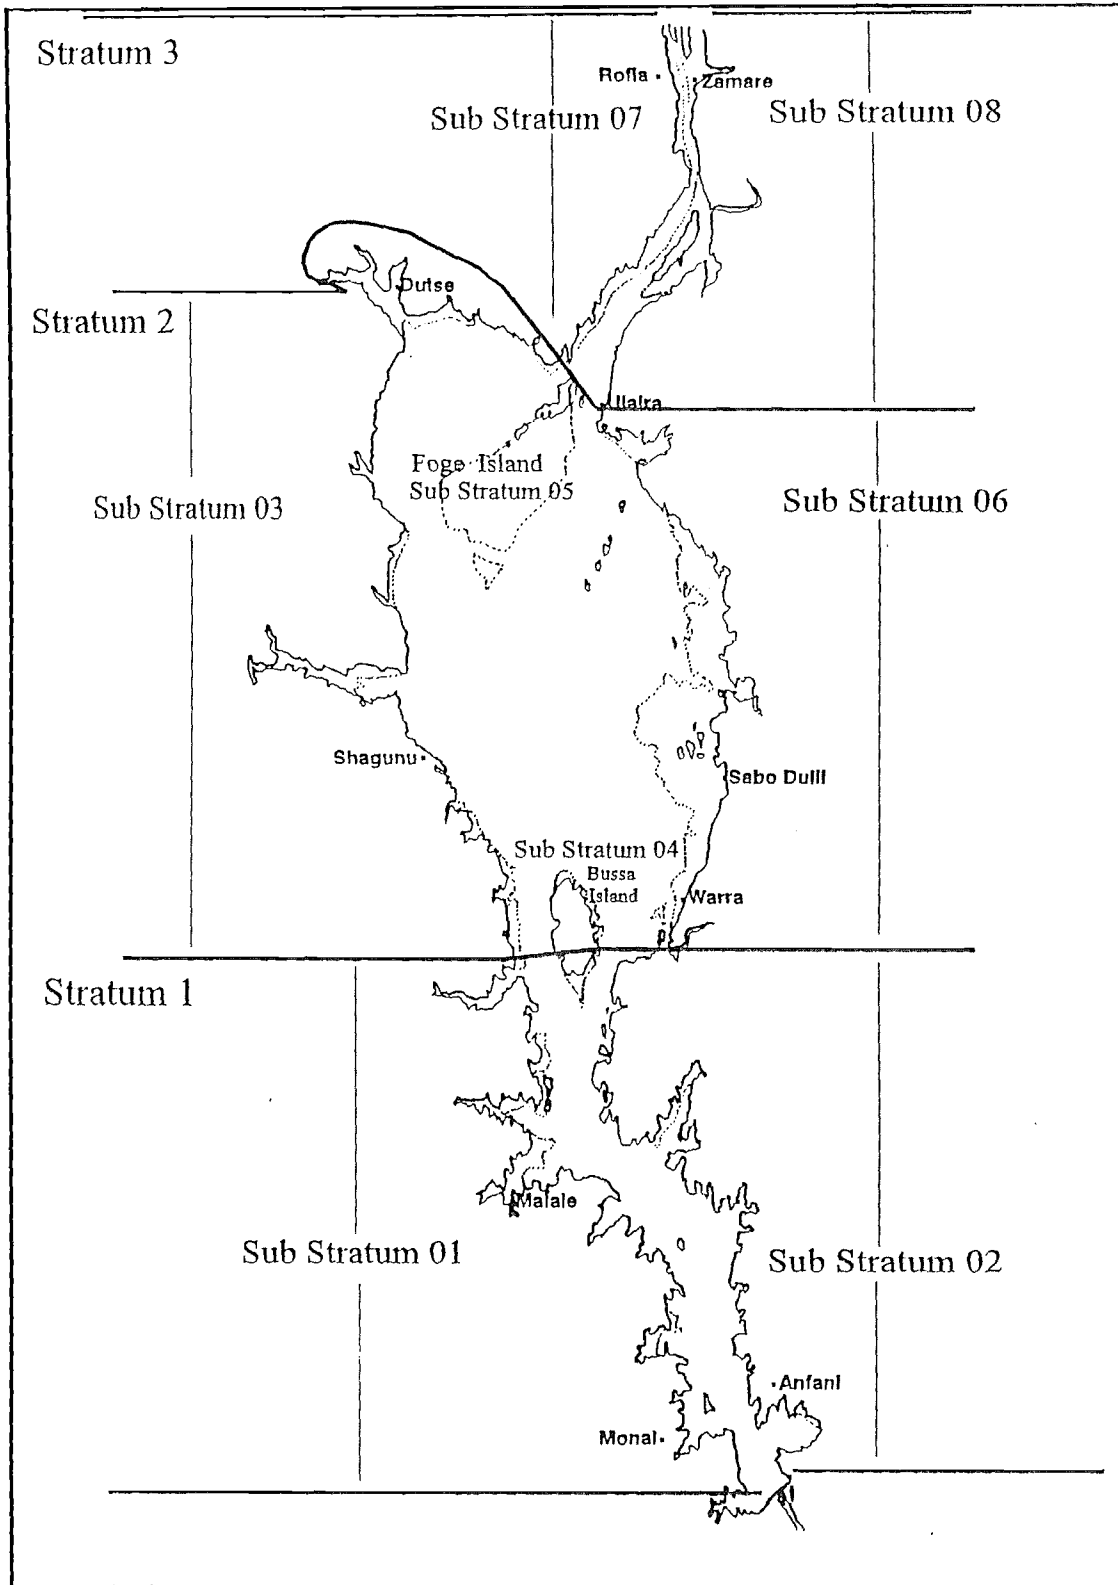 Stratum 3
Rofia
Zamare
Sub Stratum 07
Sub Stratum 08
Dutse
Stratum 2
Ilaira
Foge Island
Sub Stratum 05
Sub Stratum 03
Sub Stratum 06
Shagunu
Sabo Dulli
Sub Stratum 04
Bussa
Island
Warra
Stratum 1
Malale
Sub Stratum 01
Sub Stratum 02
Anfani
Monai